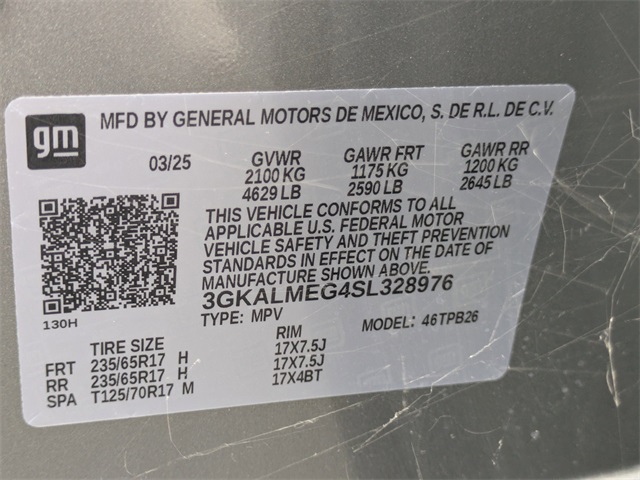 gm
MFD BY GENERAL MOTORS DE MEXICO, S. DE R.L. DE C.V.
03/25 GVWR GAWR FRT GAWR RR
2100 KG 1175 KG 1200 KG
4629 LB 2590 LB 2645 LB
THIS VEHICLE CONFORMS TO ALL
APPLICABLE U.S. FEDERAL MOTOR
VEHICLE SAFETY AND THEFT PREVENTION
STANDARDS IN EFFECT ON THE DATE OF
MANUFACTURE SHOWN ABOVE.
3GKALMEG4SL328976
130H
TYPE: MPV MODEL: 46TPB26
TIRE SIZE RIM
FRT 235/65R17 H 17X7.5J
RR 235/65R17 H 17X7.5J
SPA T125/70R17 M 17X4BT